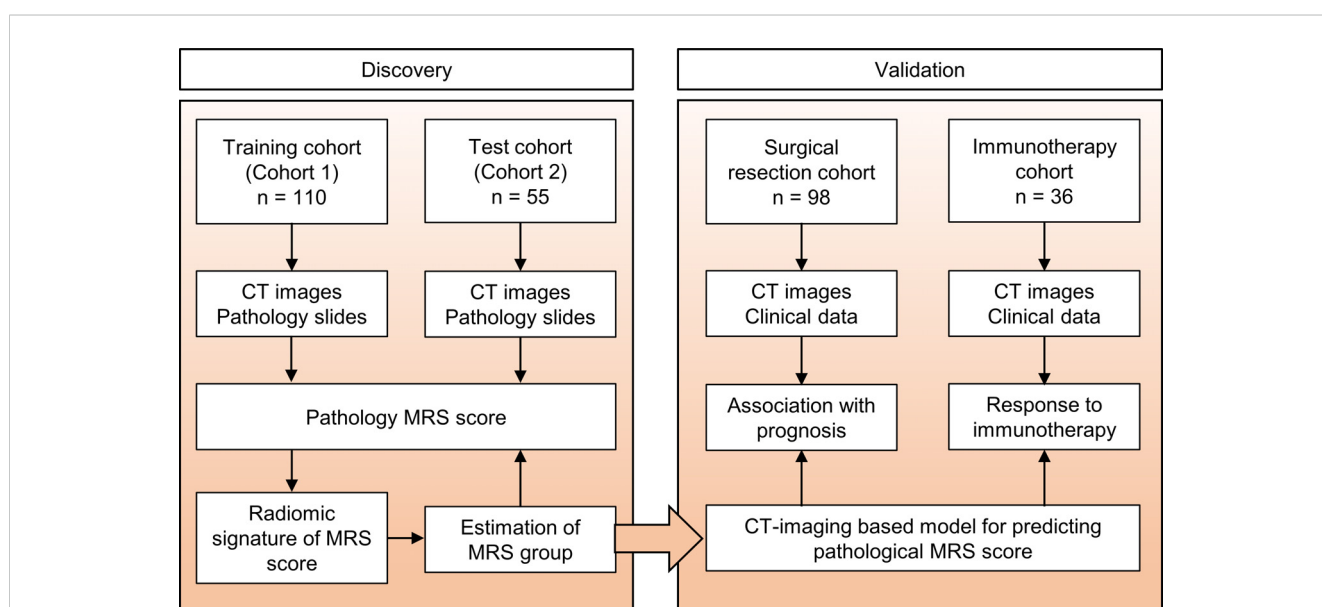 Discovery
Training cohort
(Cohort 1)
n = 110
Test cohort
(Cohort 2)
n = 55
CT images
Pathology slides
CT images
Pathology slides
Pathology MRS score
Radiomic
signature of MRS
score
Estimation of
MRS group
Validation
Surgical
resection cohort
n = 98
Immunotherapy
cohort
n = 36
CT images
Clinical data
CT images
Clinical data
Association with
prognosis
Response to
immunotherapy
CT-imaging based model for predicting
pathological MRS score